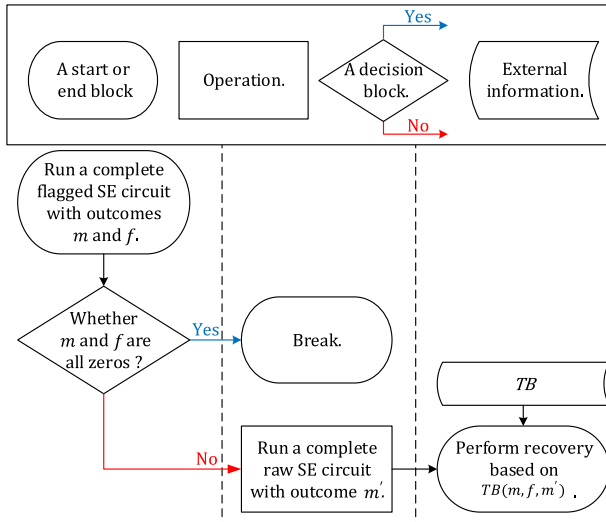 A start or
end block
Operation.
Yes
A decision
block.
No
External
information.
Run a complete
flagged SE circuit
with outcomes
m and f.
Whether
m and f are
all zeros ?
Yes
Break.
No
Run a complete
raw SE circuit
with outcome m′.
TB
Perform recovery
based on
TB(m, f, m′) .